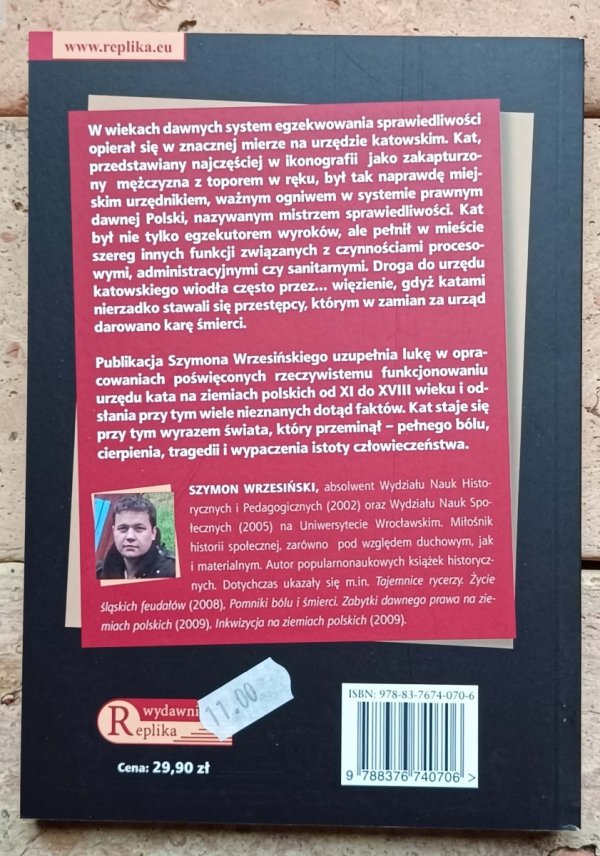 www.replika.eu
W wiekach dawnych system egzekwowania sprawiedliwości
opierał się w znacznej mierze na urzędzie katowskim. Kat,
przedstawiany najczęściej w ikonografii jako zakapturzo-
ny mężczyzna z toporem w ręku, był tak naprawdę miej-
skim urzędnikiem, ważnym ogniwem w systemie prawnym
dawnej Polski, nazywanym mistrzem sprawiedliwości. Kat
był nie tylko egzekutorem wyroków, ale pełnił w mieście
szereg innych funkcji związanych z czynnościami proceso-
wymi, administracyjnymi czy sanitarnymi. Droga do urzędu
katowskiego wiodła często przez... więzienie, gdyż katami
nierzadko stawali się przestępcy, którym w zamian za urząd
darowano karę śmierci.
Publikacja Szymona Wrzesińskiego uzupełnia lukę w opra-
cowaniach poświęconych rzeczywistemu funkcjonowaniu
urzędu kata na ziemiach polskich od XI do XVIII wieku i od-
słania przy tym wiele nieznanych dotąd faktów. Kat staje się
przy tym wyrazem świata, który przeminął – pełnego bólu,
cierpienia, tragedii i wypaczenia istoty człowieczeństwa.
SZYMON WRZESIŃSKI, absolwent Wydziału Nauk Histo-
rycznych i Pedagogicznych (2002) oraz Wydziału Nauk Spo-
łecznych (2005) na Uniwersytecie Wrocławskim. Miłośnik
historii społecznej, zarówno pod względem duchowym, jak
i materialnym. Autor popularnonaukowych książek historycz-
nych. Dotychczas ukazały się m.in. Tajemnice rycerzy. Życie
śląskich feudałów (2008), Pomniki bólu i śmierci. Zabytki dawnego prawa na zie-
miach polskich (2009), Inkwizycja na ziemiach polskich (2009).
wydawni
Replika
11.00
Cena: 29,90 zł
ISBN: 978-83-7674-070-6
9 788376 740706 >